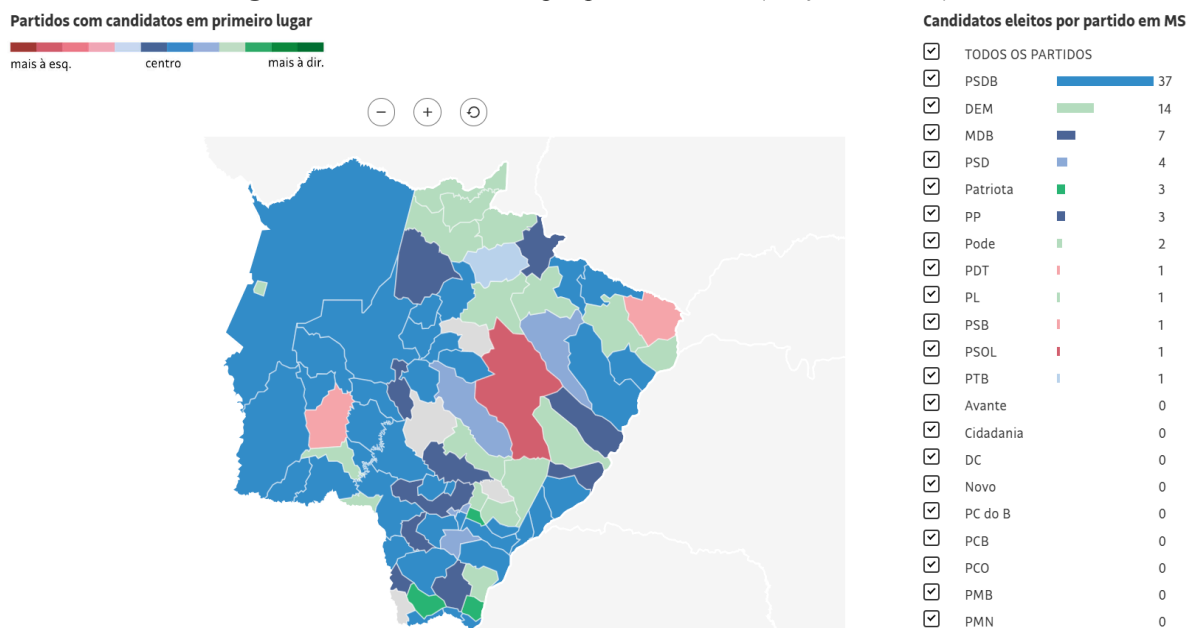 Partidos com candidatos em primeiro lugar
mais à esq.
centro
mais à dir.
Candidatos eleitos por partido em MS
TODOS OS PARTIDOS
PSDB 37
DEM 14
MDB 7
PSD 4
Patriota 3
PP 3
Pode 2
PDT 1
PL 1
PSB 1
PSOL 1
PTB 1
Avante 0
Cidadania 0
DC 0
Novo 0
PC do B 0
PCB 0
PCO 0
PMB 0
PMN 0